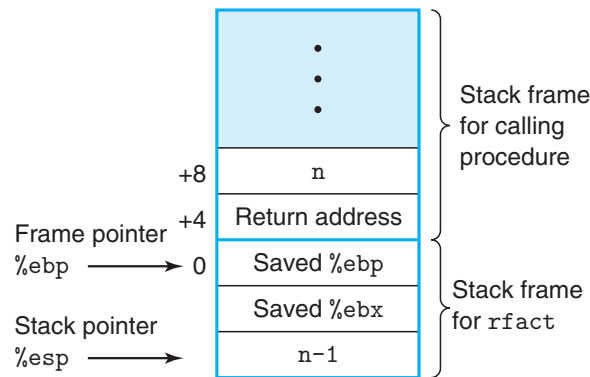 Stack frame
for calling
procedure
+8
n
+4
Return address
Frame pointer
%ebp
0
Saved %ebp
Saved %ebx
Stack frame
for rfact
Stack pointer
%esp
n-1